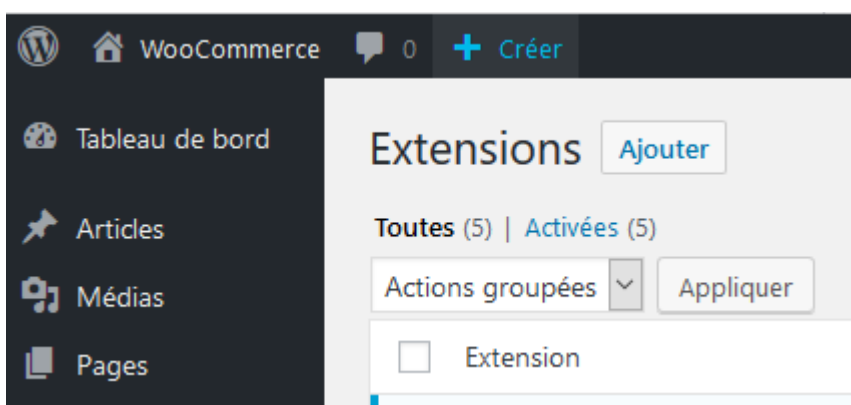 WooCommerce 0 + Créer
Tableau de bord
Extensions Ajouter
Articles
Toutes (5) | Activées (5)
Médias
Actions groupées Appliquer
Pages
Extension